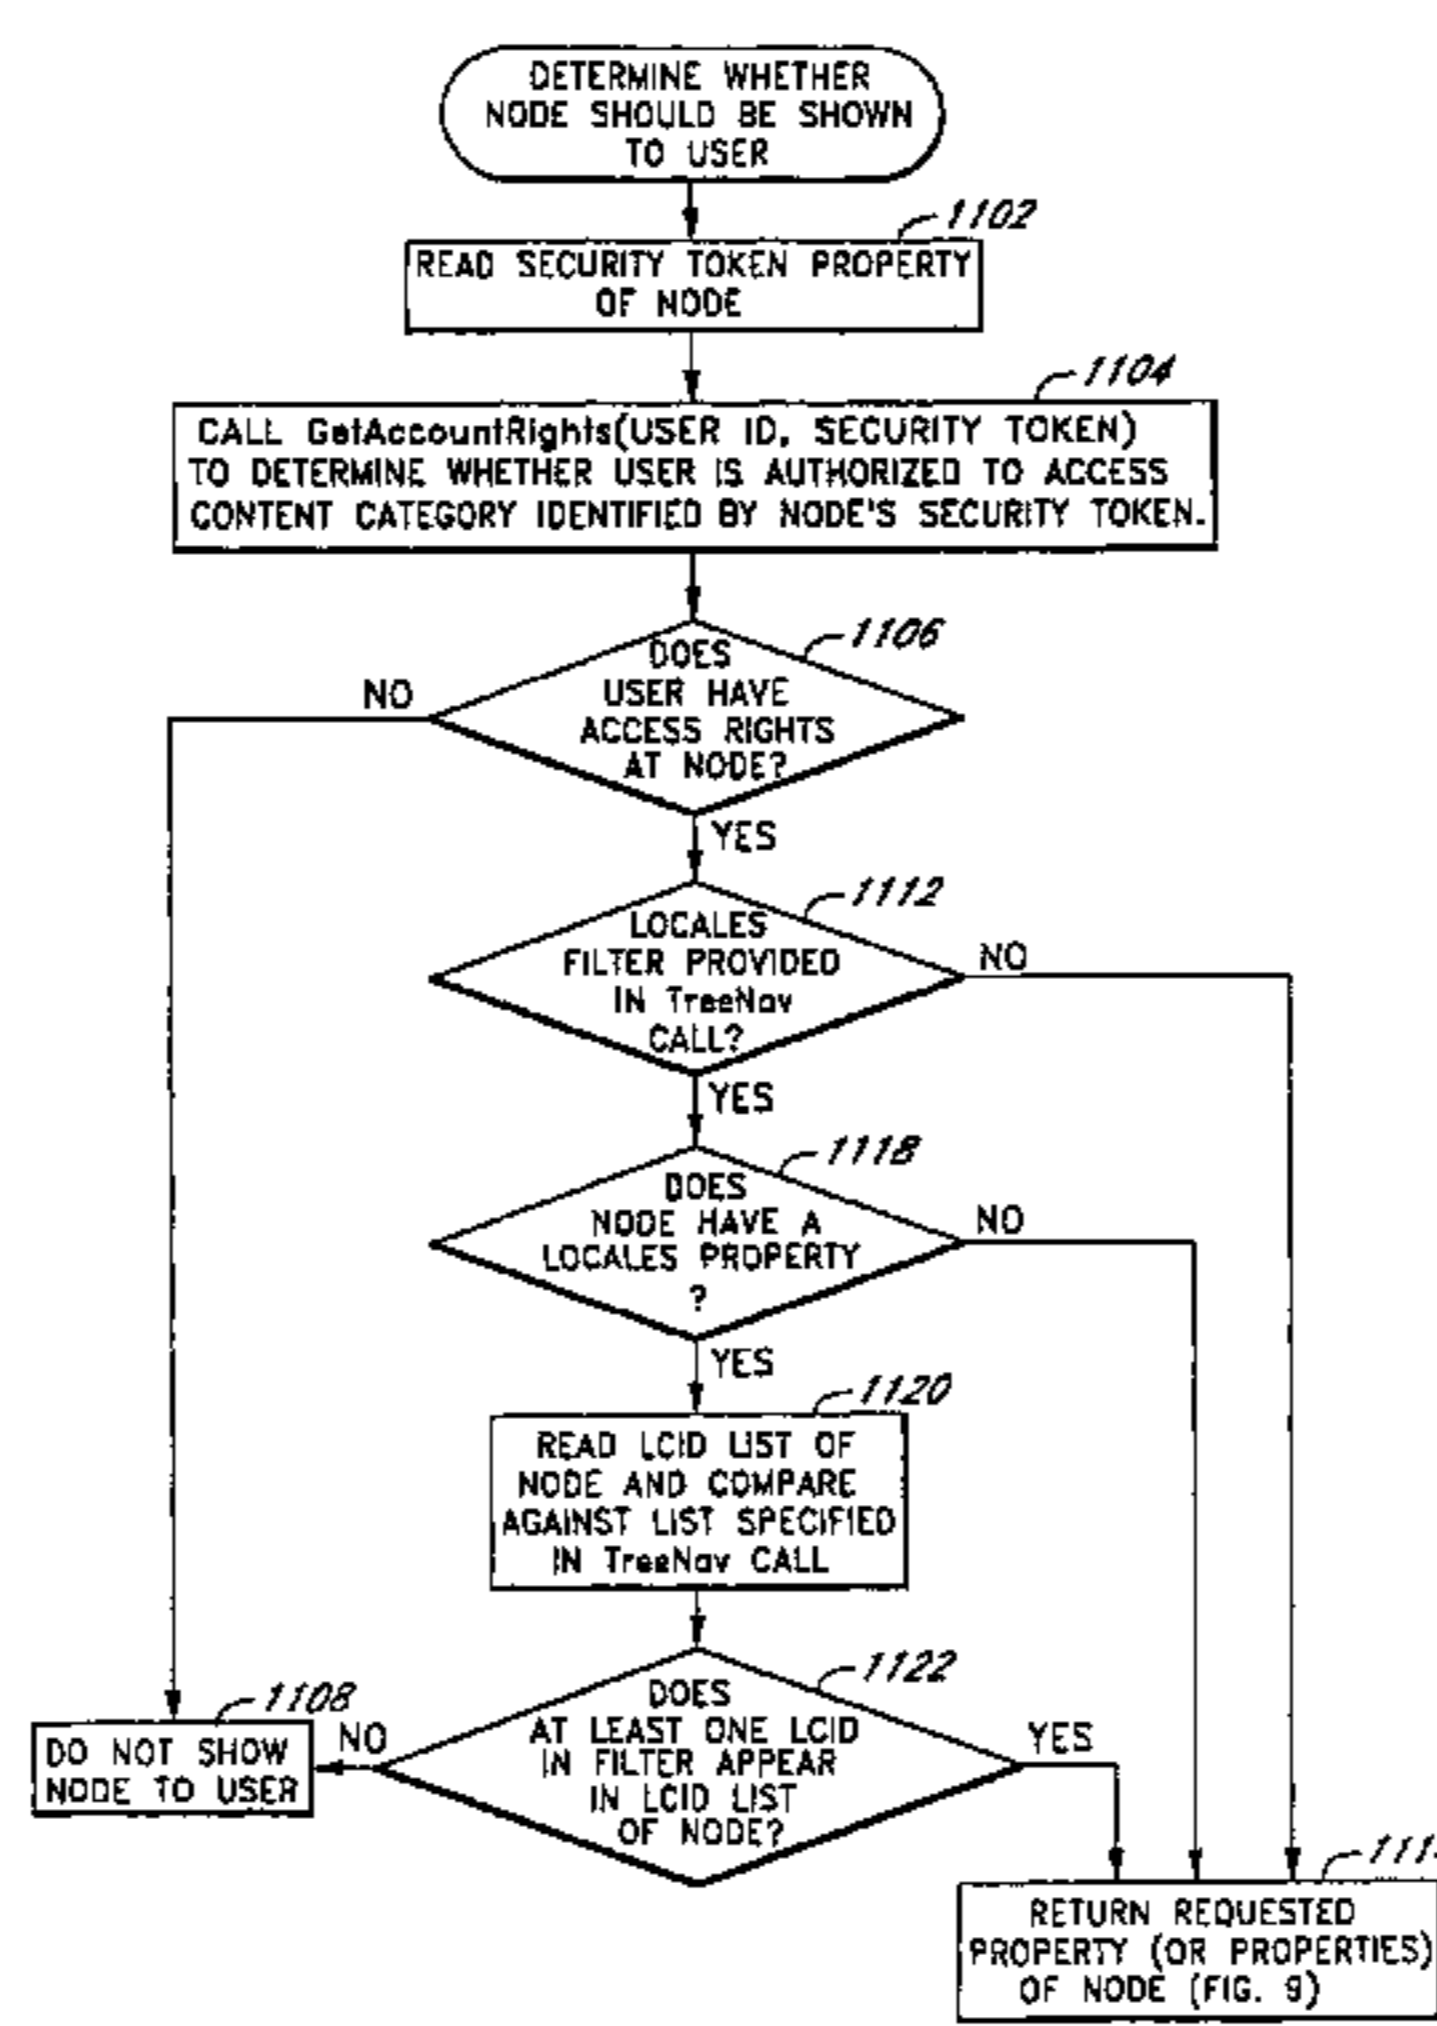 DETERMINE WHETHER
NODE SHOULD BE SHOWN
TO USER
1102
READ SECURITY TOKEN PROPERTY
OF NODE
1104
CALL GetAccountRights(USER ID, SECURITY TOKEN)
TO DETERMINE WHETHER USER IS AUTHORIZED TO ACCESS
CONTENT CATEGORY IDENTIFIED BY NODE'S SECURITY TOKEN.
1106
DOES
USER HAVE
ACCESS RIGHTS
AT NODE?
NO
YES
1112
LOCALES
FILTER PROVIDED
IN TreeNav
CALL?
NO
YES
1118
DOES
NODE HAVE A
LOCALES PROPERTY
?
NO
YES
1120
READ LCID LIST OF
NODE AND COMPARE
AGAINST LIST SPECIFIED
IN TreeNav CALL
1122
DOES
AT LEAST ONE LCID
IN FILTER APPEAR
IN LCID LIST
OF NODE?
NO
YES
1108
DO NOT SHOW
NODE TO USER
RETURN REQUESTED
PROPERTY (OR PROPERTIES)
OF NODE (FIG. 9)